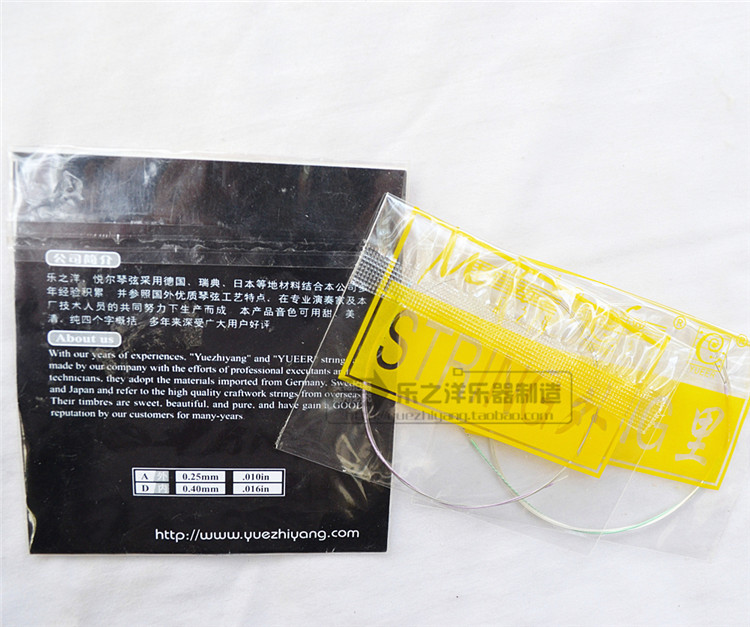 公司简介
乐之洋,悦尔琴弦采用德国、瑞典、日本等地材料结合本公司多
年经验积累 并参照国外优质琴弦工艺特点,在专业演奏家及本
厂技术人员的共同努力下生产而成 本产品音色可用甜、美
清、纯四个字概括 多年来深受广大用户好评
About us
With our years of experiences, "Yuezhiyang" and "YUEER" strings
made by our company with the efforts of professional executants and
technicians, they adopt the materials imported from Germany, Swede
and Japan and refer to the high quality craftwork strings from overseas
Their timbres are sweet, beautiful, and pure, and have gain a GOOD
reputation by our customers for many-years
A 外 0.25mm .010in
D 0.40mm .016in
http://www.yuezhiyang.com
乐之洋乐器制造
yuezhiyang.taobao.com
外
里